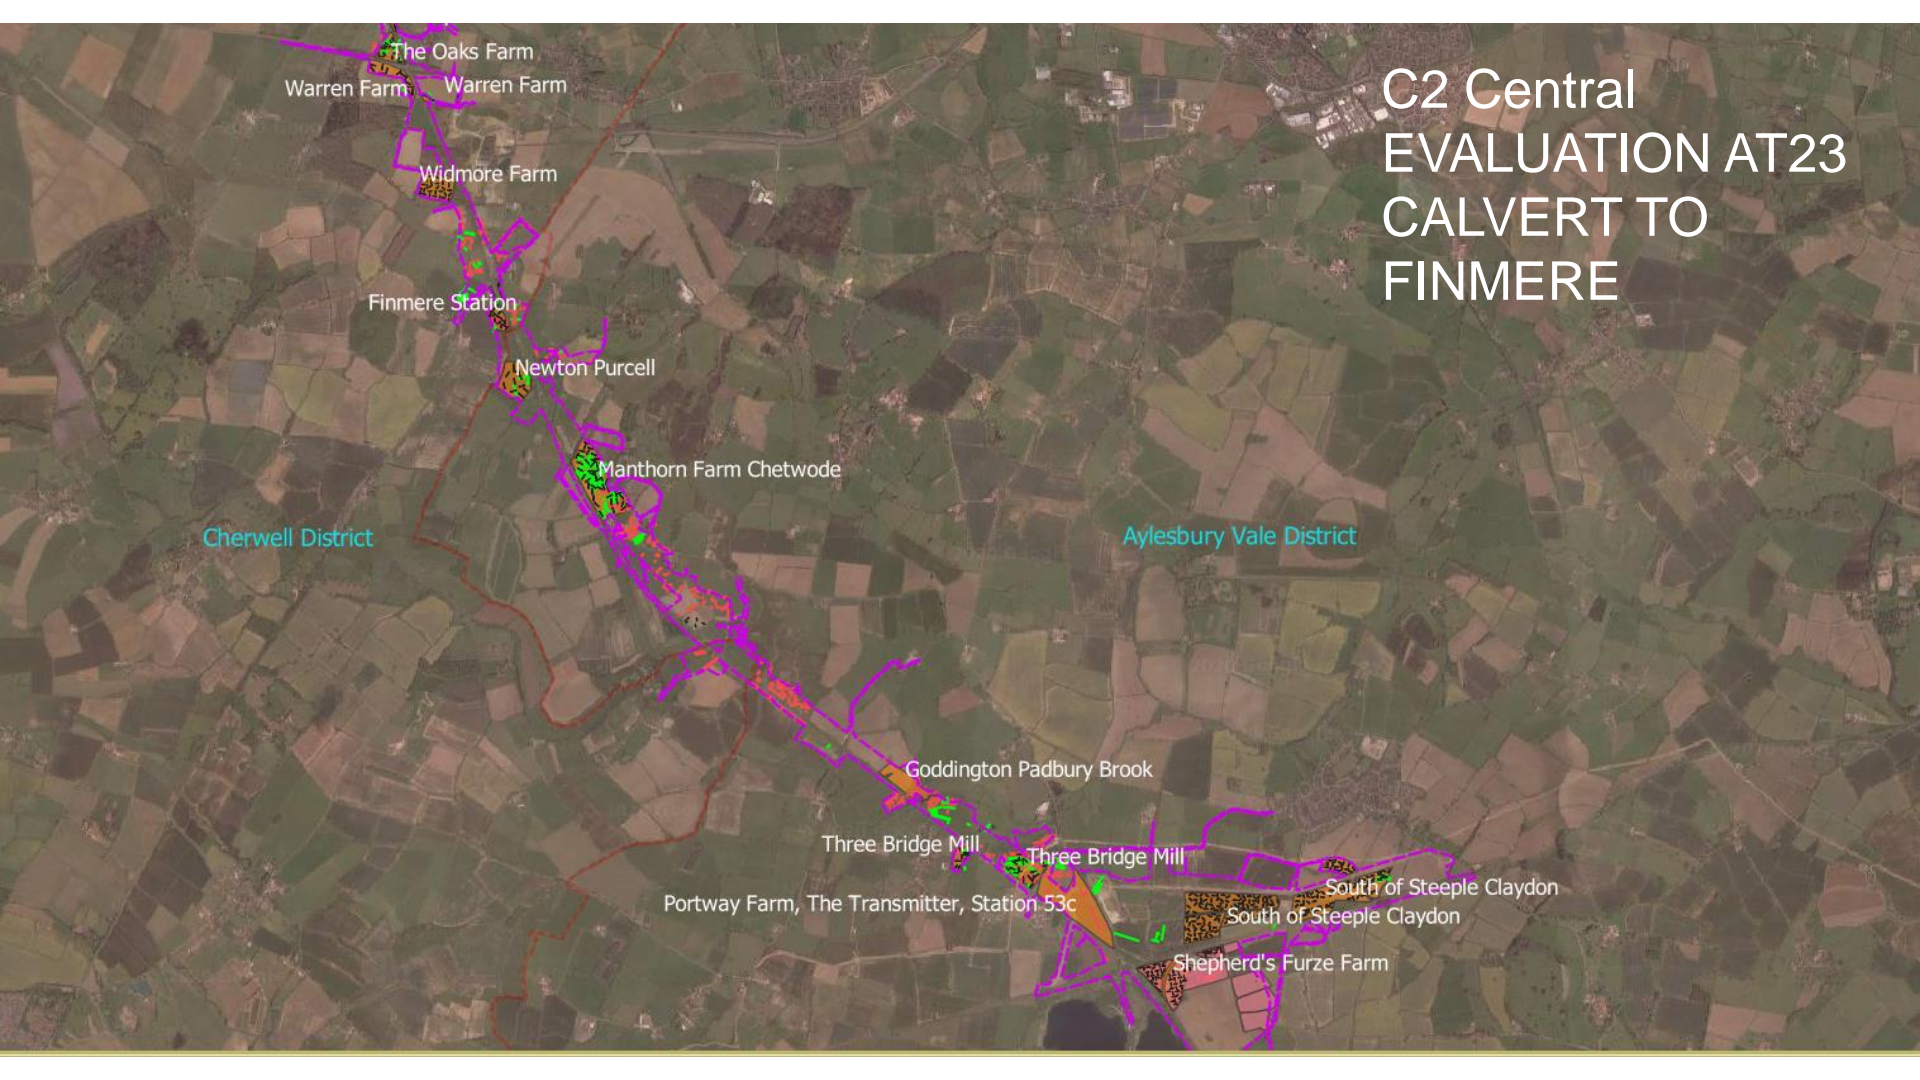 C2 Central
EVALUATION AT23
CALVERT TO
FINMERE
The Oaks Farm
Warren Farm
Warren Farm
Widmore Farm
Finmere Station
Newton Purcell
Manthorn Farm Chetwode
Cherwell District
Aylesbury Vale District
Goddington Padbury Brook
Three Bridge Mill
Three Bridge Mill
Portway Farm, The Transmitter, Station 53c
South of Steeple Claydon
South of Steeple Claydon
Shepherd's Furze Farm